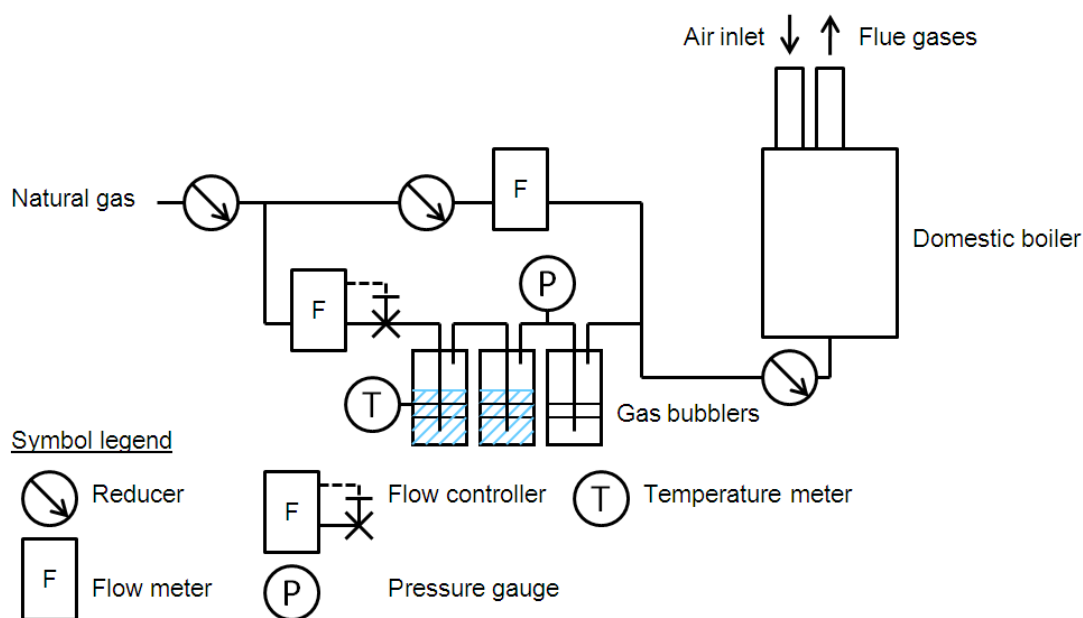 Air inlet
Flue gases
Natural gas
F
Domestic boiler
P
F
T
Gas bubblers
Symbol legend
Reducer
F
Flow controller
T
Temperature meter
F
Flow meter
P
Pressure gauge